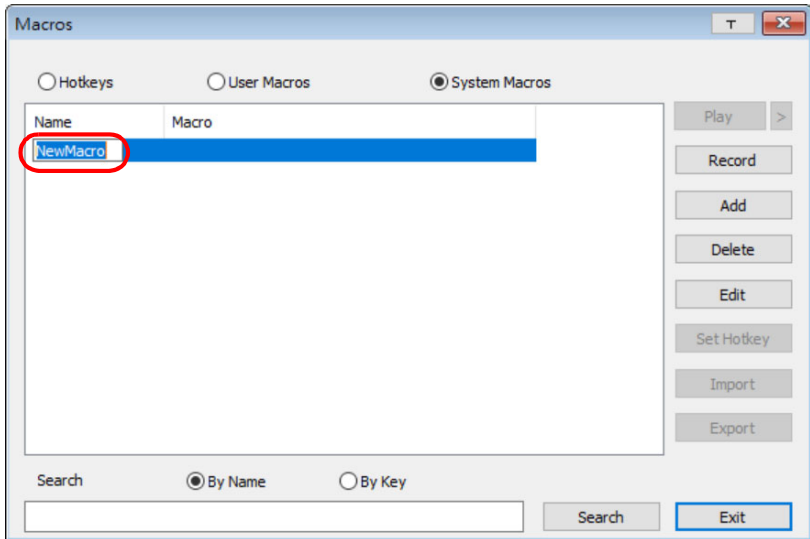 Macros
Hotkeys User Macros System Macros
Name Macro Play >
NewMacro
Record
Add
Delete
Edit
Set Hotkey
Import
Export
Search By Name By Key
Search Exit